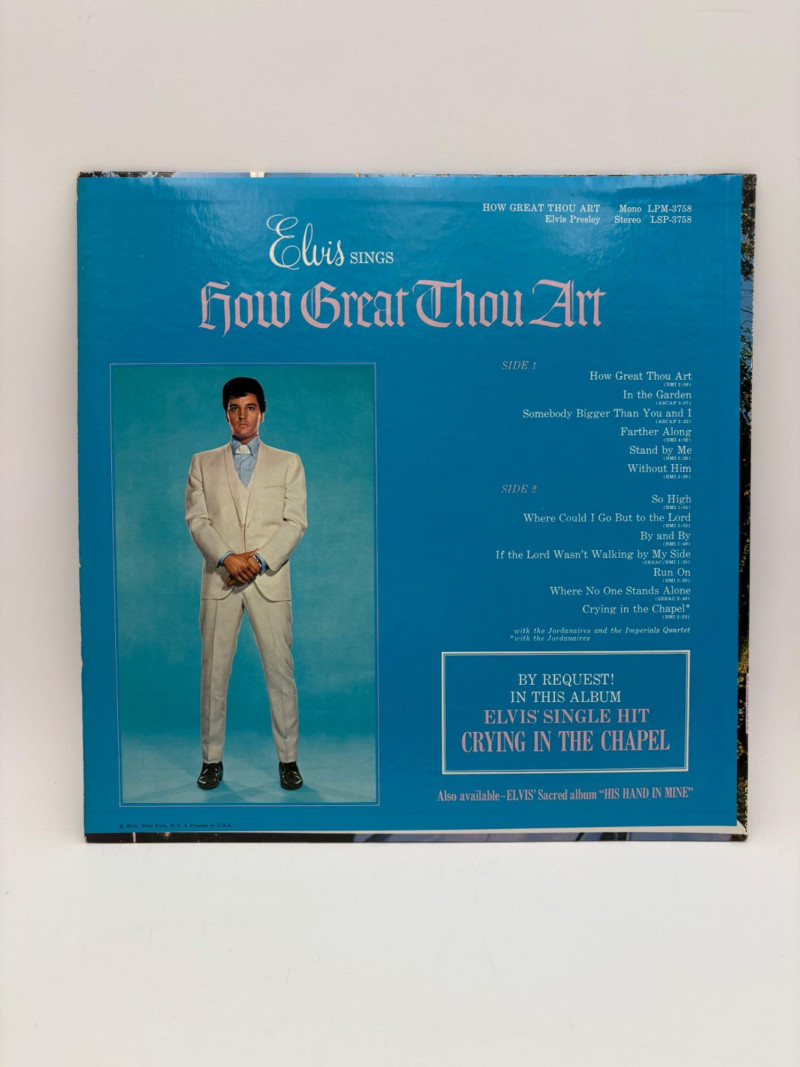 HOW GREAT THOU ART Mono LPM-3758
Elvis Presley Stereo LSP-3758
Elvis SINGS
How Great Thou Art
SIDE 1
How Great Thou Art
In the Garden
Somebody Bigger Than You and I
Farther Along
Stand by Me
Without Him
SIDE 2
So High
Where Could I Go But to the Lord
By and By
If the Lord Wasn't Walking by My Side
Run On
Where No One Stands Alone
Crying in the Chapel*
with the Jordanaires and the Imperials Quartet
*with the Jordanaires
BY REQUEST!
IN THIS ALBUM
ELVIS' SINGLE HIT
CRYING IN THE CHAPEL
Also available—ELVIS' Sacred album "HIS HAND IN MINE"
New York, N.Y. • Printed in U.S.A.